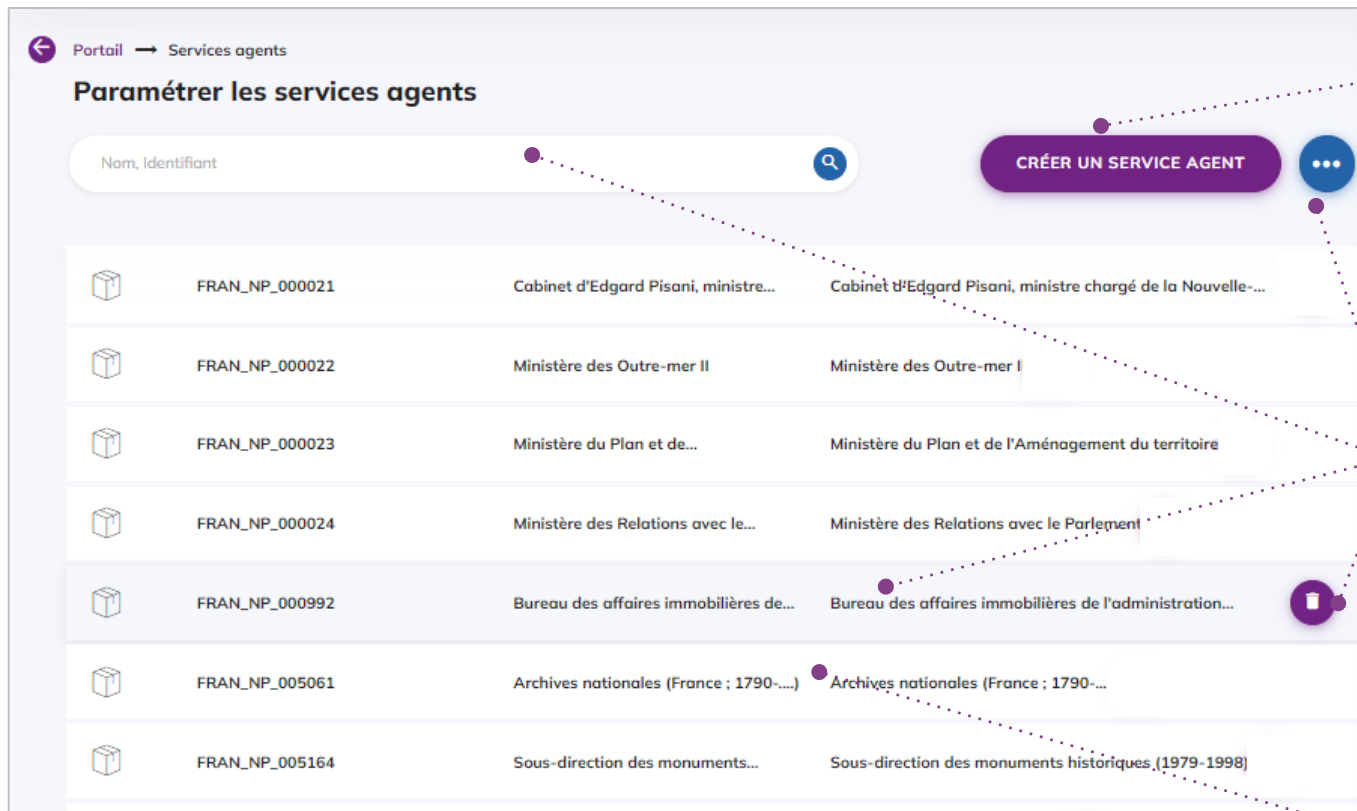 Portail → Services agents
Paramétrer les services agents
Nom, Identifiant
CRÉER UN SERVICE AGENT
FRAN_NP_000021 Cabinet d'Edgard Pisani, ministre... Cabinet d'Edgard Pisani, ministre chargé de la Nouvelle-...
FRAN_NP_000022 Ministère des Outre-mer II Ministère des Outre-mer I
FRAN_NP_000023 Ministère du Plan et de... Ministère du Plan et de l'Aménagement du territoire
FRAN_NP_000024 Ministère des Relations avec le... Ministère des Relations avec le Parlement
FRAN_NP_000992 Bureau des affaires immobilières de... Bureau des affaires immobilières de l'administration...
FRAN_NP_005061 Archives nationales (France ; 1790-....) Archives nationales (France ; 1790-...
FRAN_NP_005164 Sous-direction des monuments... Sous-direction des monuments historiques (1979-1998)